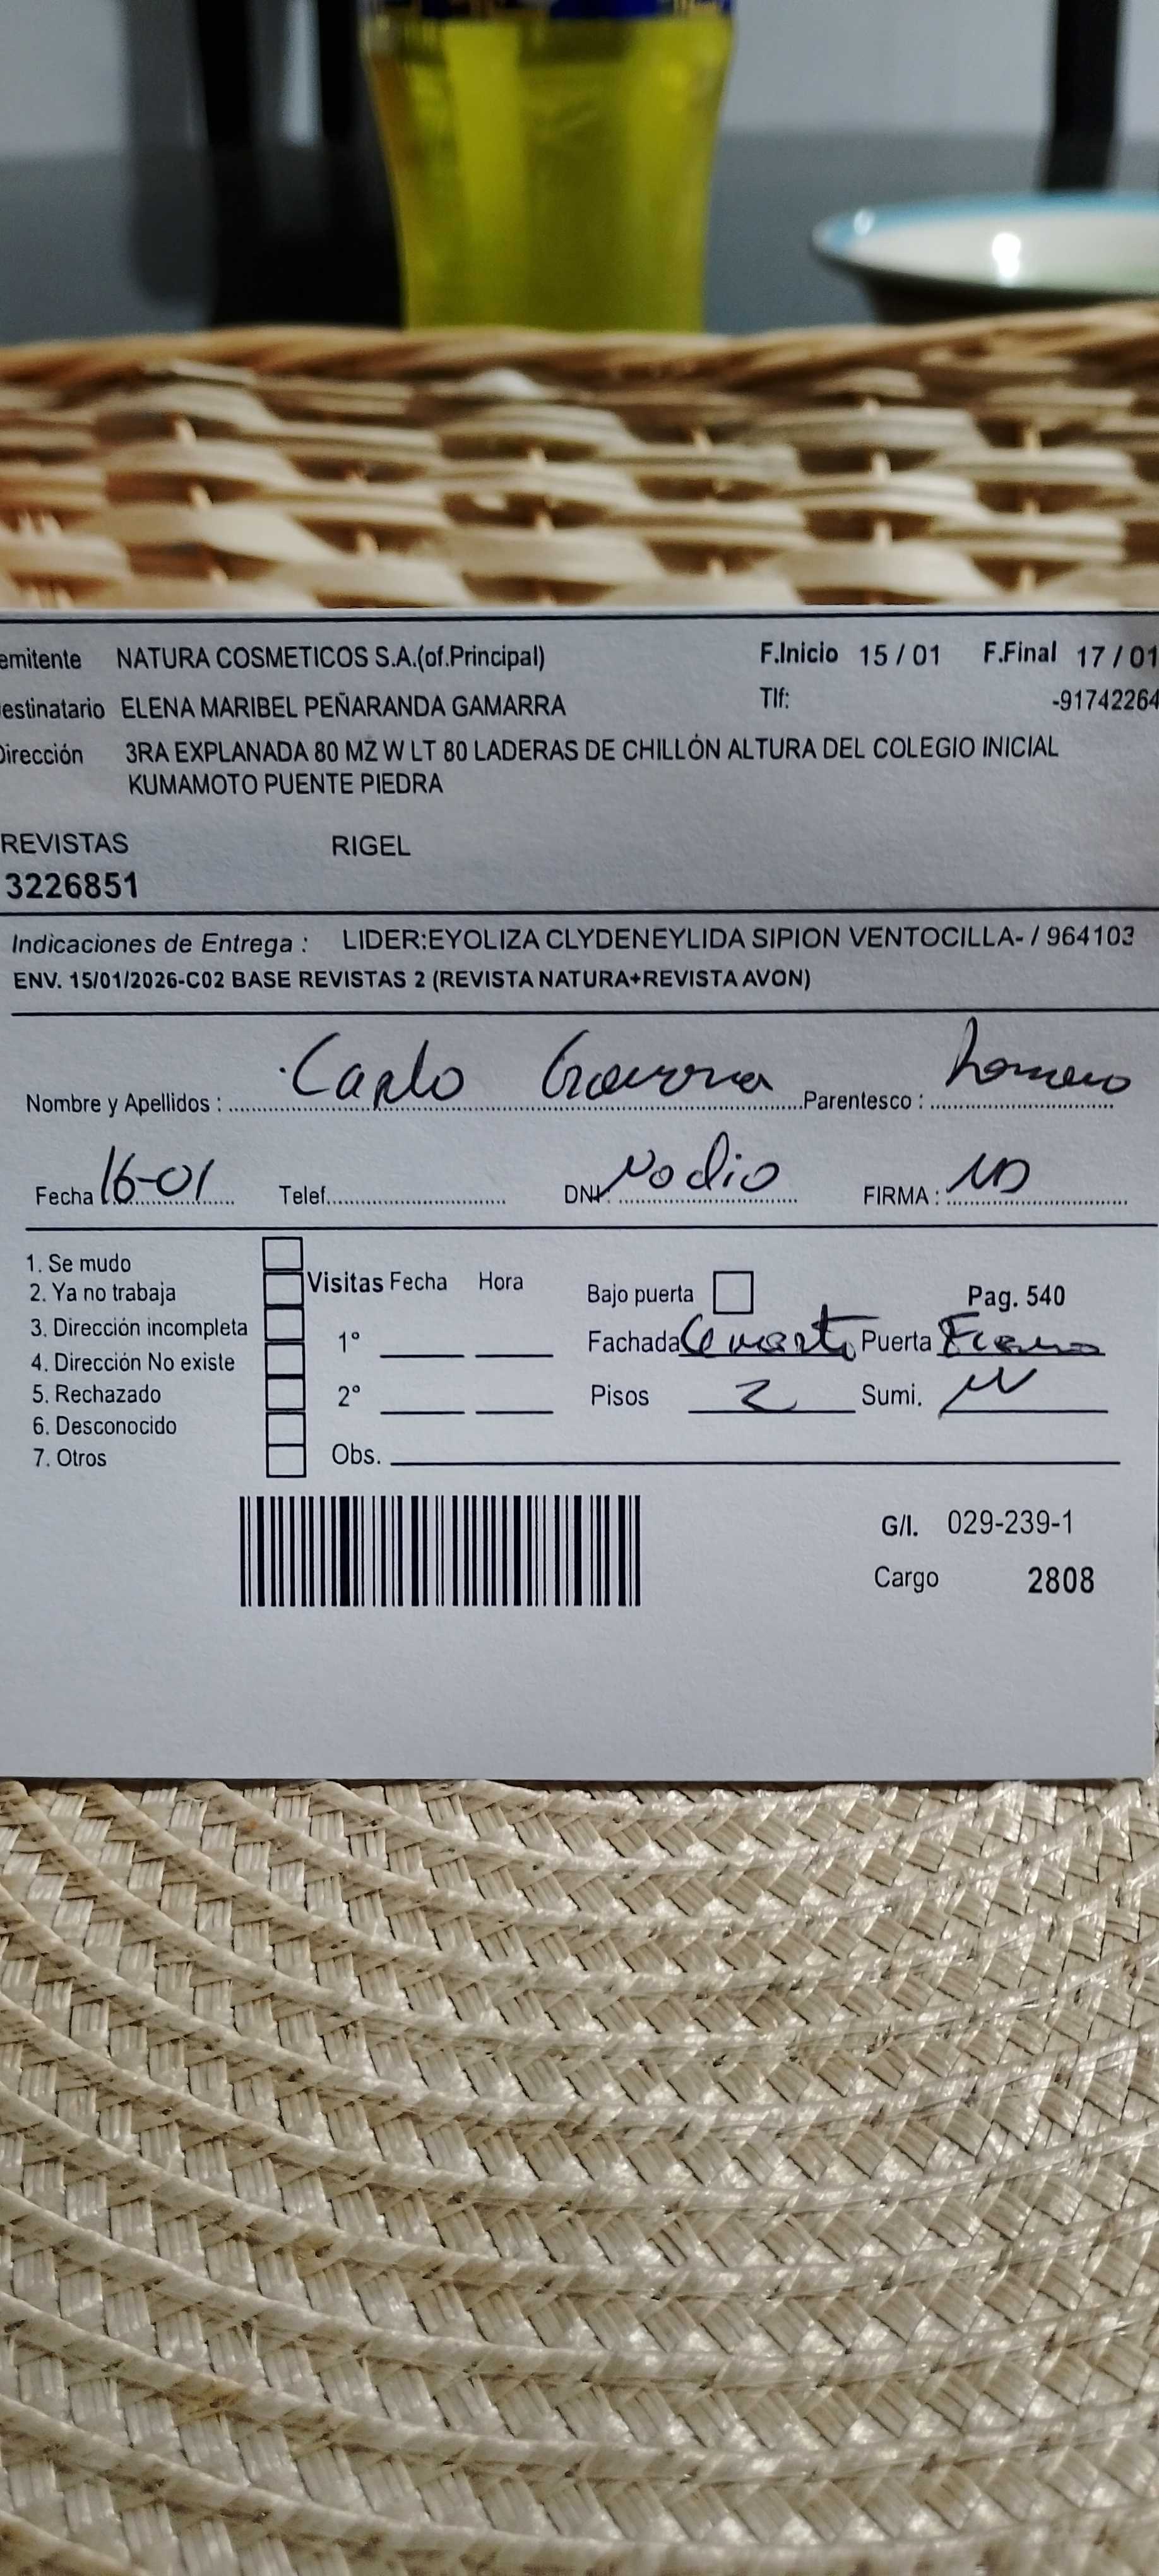 emitente NATURA COSMETICOS S.A.(of.Principal) F.Inicio 15 / 01 F.Final 17 / 01
estinatario ELENA MARIBEL PEÑARANDA GAMARRA Tlf: -91742264
Dirección 3RA EXPLANADA 80 MZ W LT 80 LADERAS DE CHILLÓN ALTURA DEL COLEGIO INICIAL
KUMAMOTO PUENTE PIEDRA
REVISTAS RIGEL
3226851
Indicaciones de Entrega : LIDER:EYOLIZA CLYDENEYLIDA SIPION VENTOCILLA- / 964103
ENV. 15/01/2026-C02 BASE REVISTAS 2 (REVISTA NATURA+REVISTA AVON)
Nombre y Apellidos : Carlo Parentesco :
Fecha 16-01 Telef. DNI No dio FIRMA : ND
1. Se mudo
2. Ya no trabaja Visitas Fecha Hora Bajo puerta Pag. 540
3. Dirección incompleta 1° Fachada Puerta
4. Dirección No existe
5. Rechazado 2° Pisos 2 Sumi.
6. Desconocido
7. Otros Obs.
G/I. 029-239-1
Cargo 2808